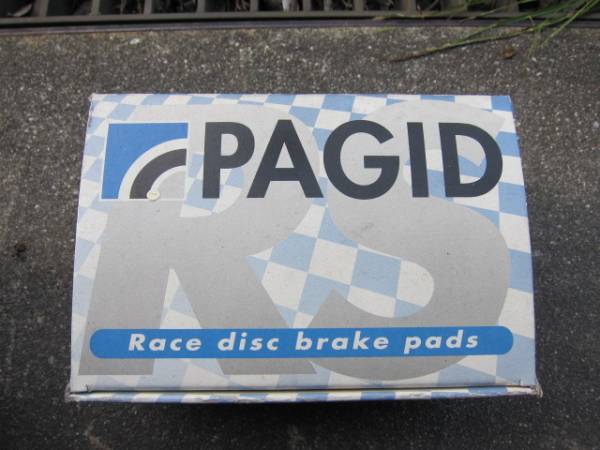 PAGID
RS
Race disc brake pads